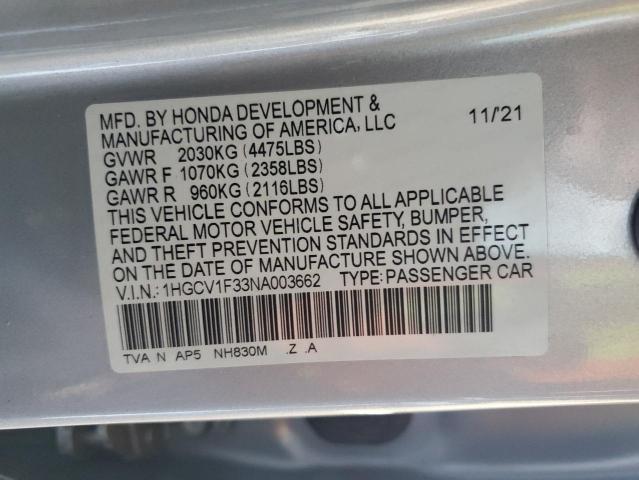 MFD. BY HONDA DEVELOPMENT &
MANUFACTURING OF AMERICA, LLC 11/'21
GVWR 2030KG (4475LBS)
GAWR F 1070KG (2358LBS)
GAWR R 960KG (2116LBS)
THIS VEHICLE CONFORMS TO ALL APPLICABLE
FEDERAL MOTOR VEHICLE SAFETY, BUMPER,
AND THEFT PREVENTION STANDARDS IN EFFECT
ON THE DATE OF MANUFACTURE SHOWN ABOVE.
V.I.N.: 1HGCV1F33NA003662 TYPE: PASSENGER CAR
TVA N AP5 NH830M .Z .A